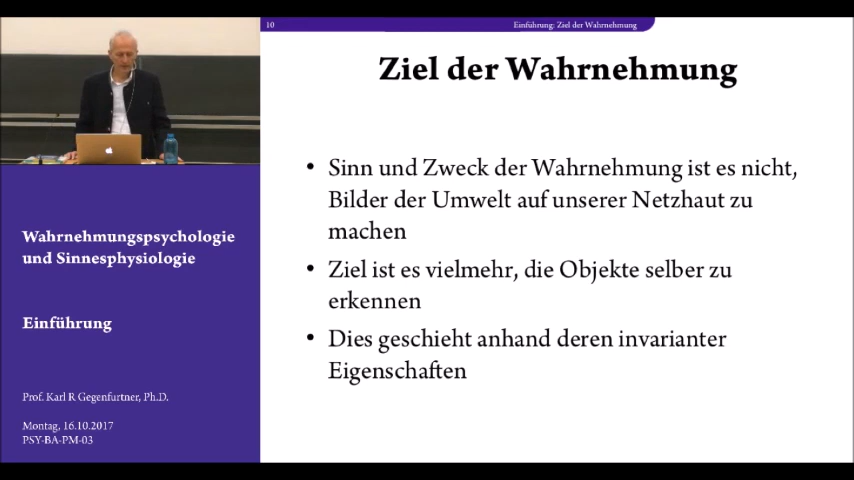 10
Einführung: Ziel der Wahrnehmung
Ziel der Wahrnehmung
• Sinn und Zweck der Wahrnehmung ist es nicht,
Bilder der Umwelt auf unserer Netzhaut zu
machen
• Ziel ist es vielmehr, die Objekte selber zu
erkennen
• Dies geschieht anhand deren invarianter
Eigenschaften
Wahrnehmungspsychologie
und Sinnesphysiologie
Einführung
Prof. Karl R Gegenfurtner, Ph.D.
Montag, 16.10.2017
PSY-BA-PM-03